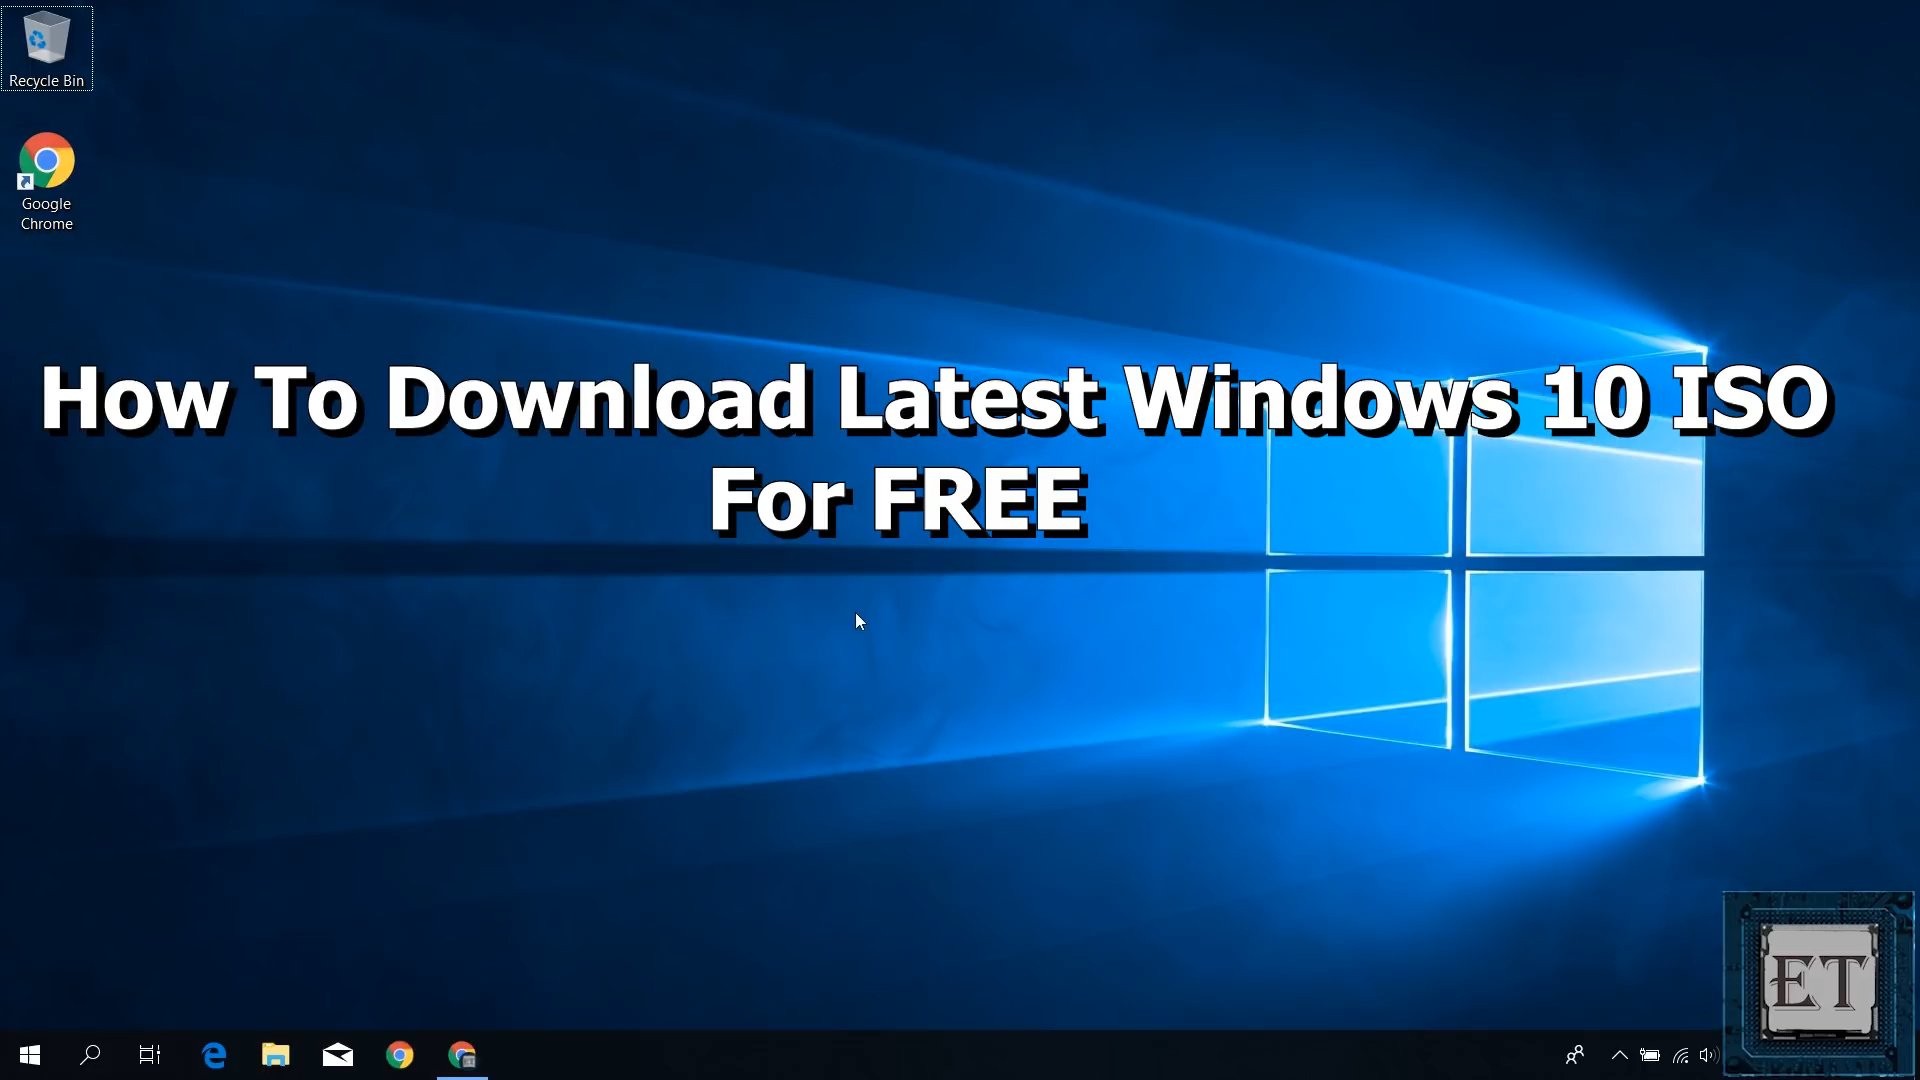 Recycle Bin
Google
Chrome
How To Download Latest Windows 10 ISO
For FREE
ET